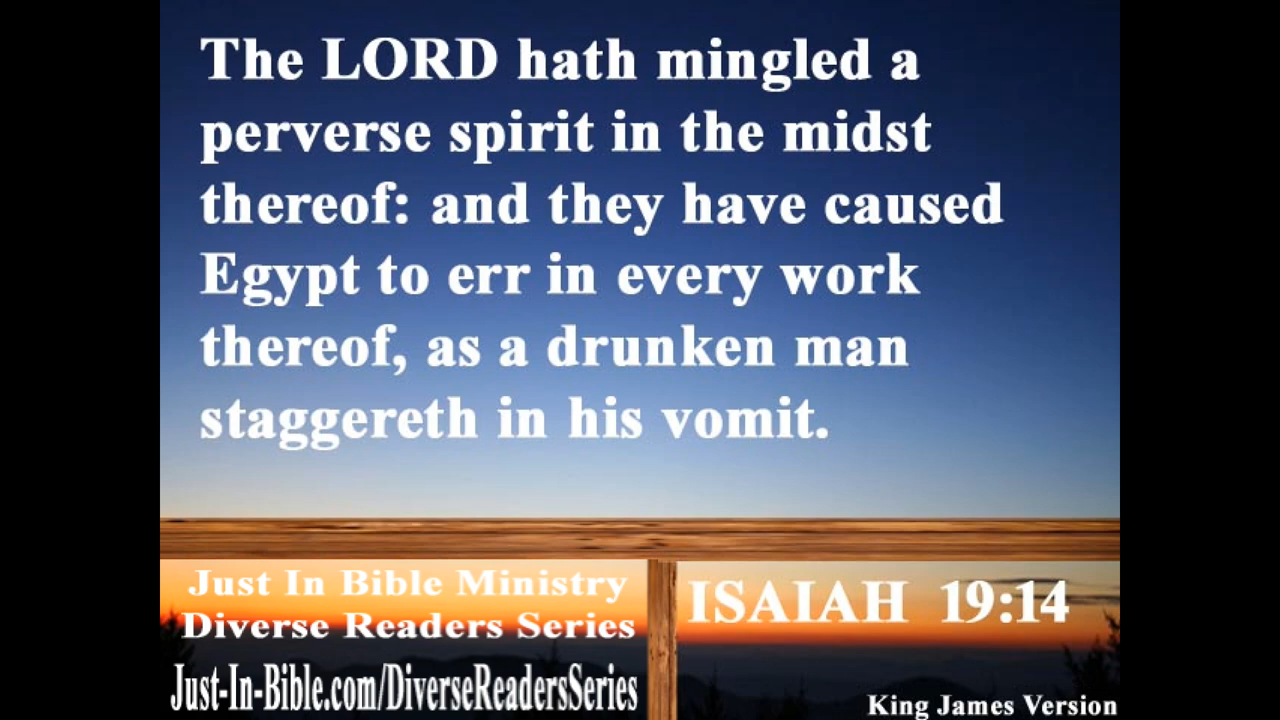 The LORD hath mingled a
perverse spirit in the midst
thereof: and they have caused
Egypt to err in every work
thereof, as a drunken man
staggereth in his vomit.
Just In Bible Ministry
Diverse Readers Series
Just-In-Bible.com/DiverseReadersSeries
ISAIAH 19:14
King James Version